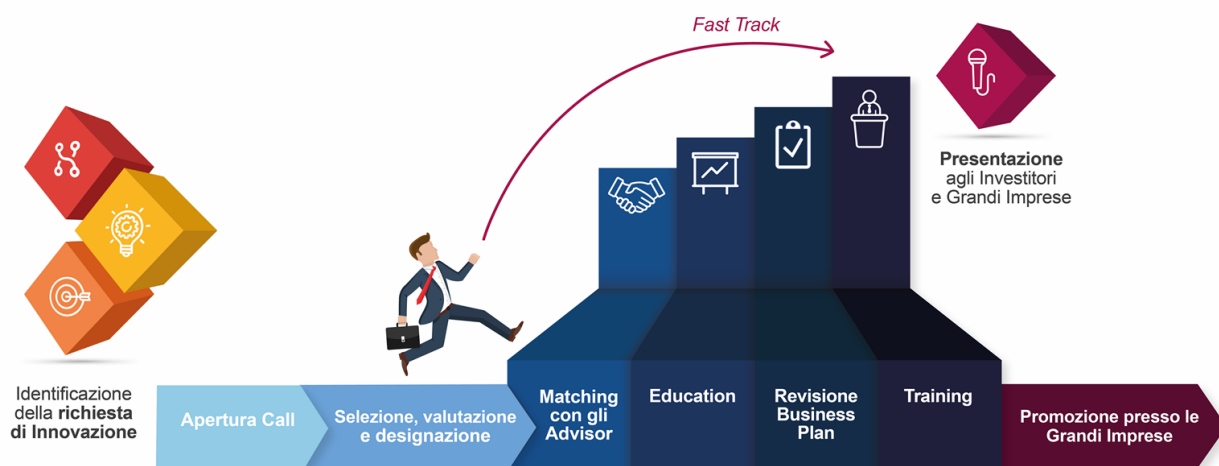 Fast Track
Presentazione
agli Investitori
e Grandi Imprese
Identificazione
della richiesta
di Innovazione
Apertura Call
Selezione, valutazione
e designazione
Matching
con gli
Advisor
Education
Revisione
Business
Plan
Training
Promozione presso le
Grandi Imprese